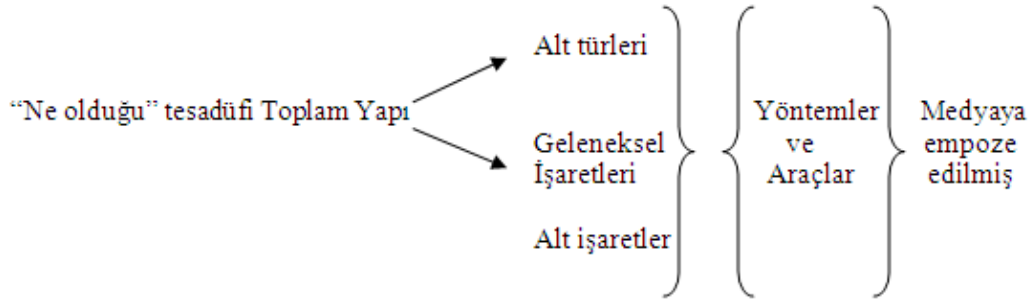 “Ne olduğu” tesadüfi Toplam Yapı
Alt türleri
Geleneksel
İşaretleri
Alt işaretler
Yöntemler
ve
Araçlar
Medyaya
empoze
edilmiş